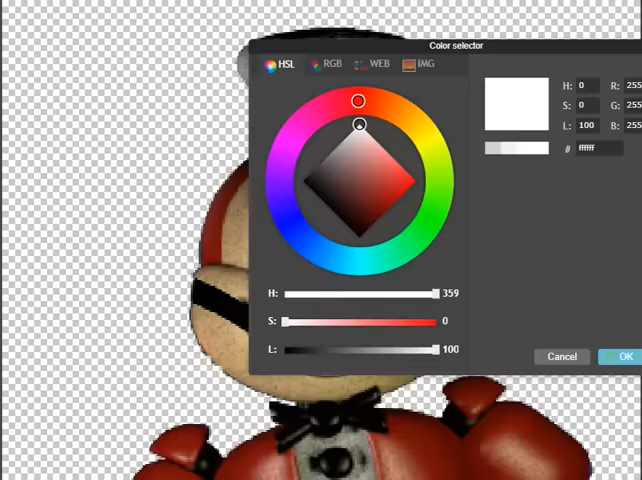 Color selector
HSL RGB WEB IMG
H: 0 R: 255
S: 0 G: 255
L: 100 B: 255
# ffffff
H: 359
S: 0
L: 100
Cancel OK